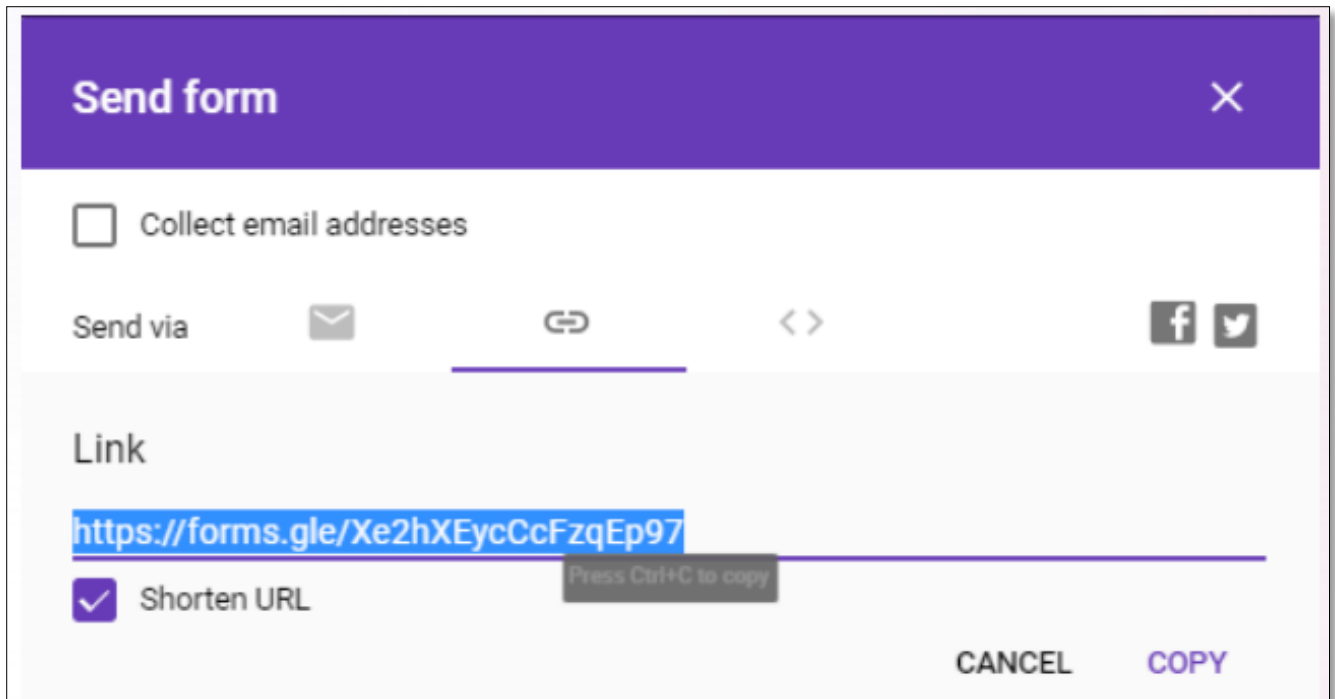 Send form
Collect email addresses
Send via
Link
https://forms.gle/Xe2hXEycCcFzqEp97
Press Ctrl+C to copy
Shorten URL
CANCEL COPY